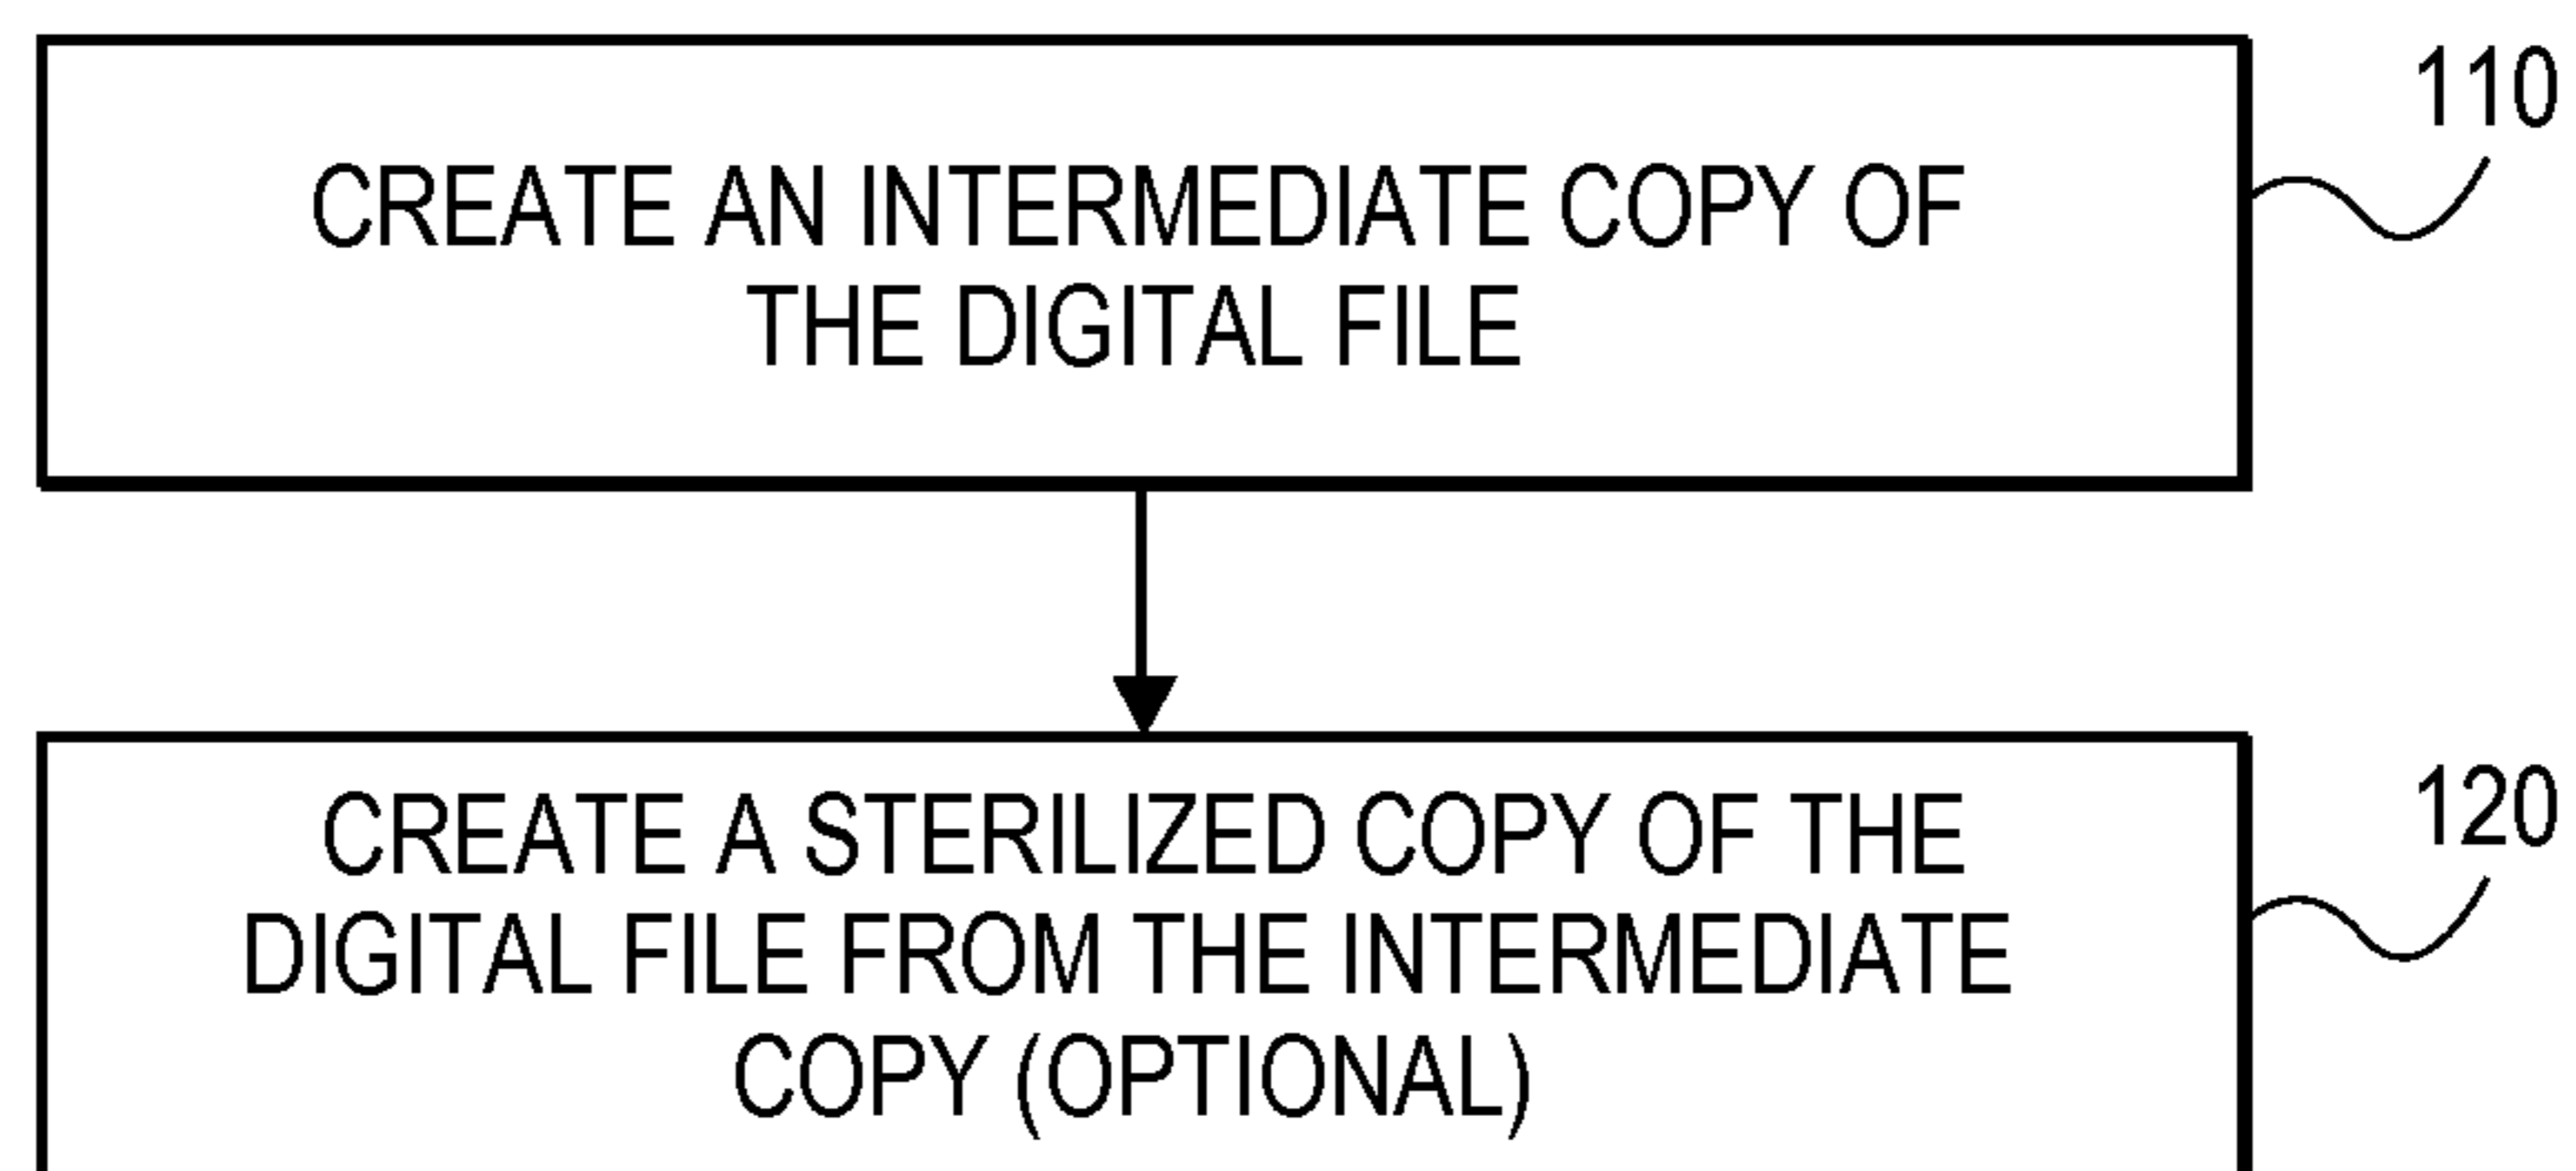 110
CREATE AN INTERMEDIATE COPY OF
THE DIGITAL FILE
120
CREATE A STERILIZED COPY OF THE
DIGITAL FILE FROM THE INTERMEDIATE
COPY (OPTIONAL)